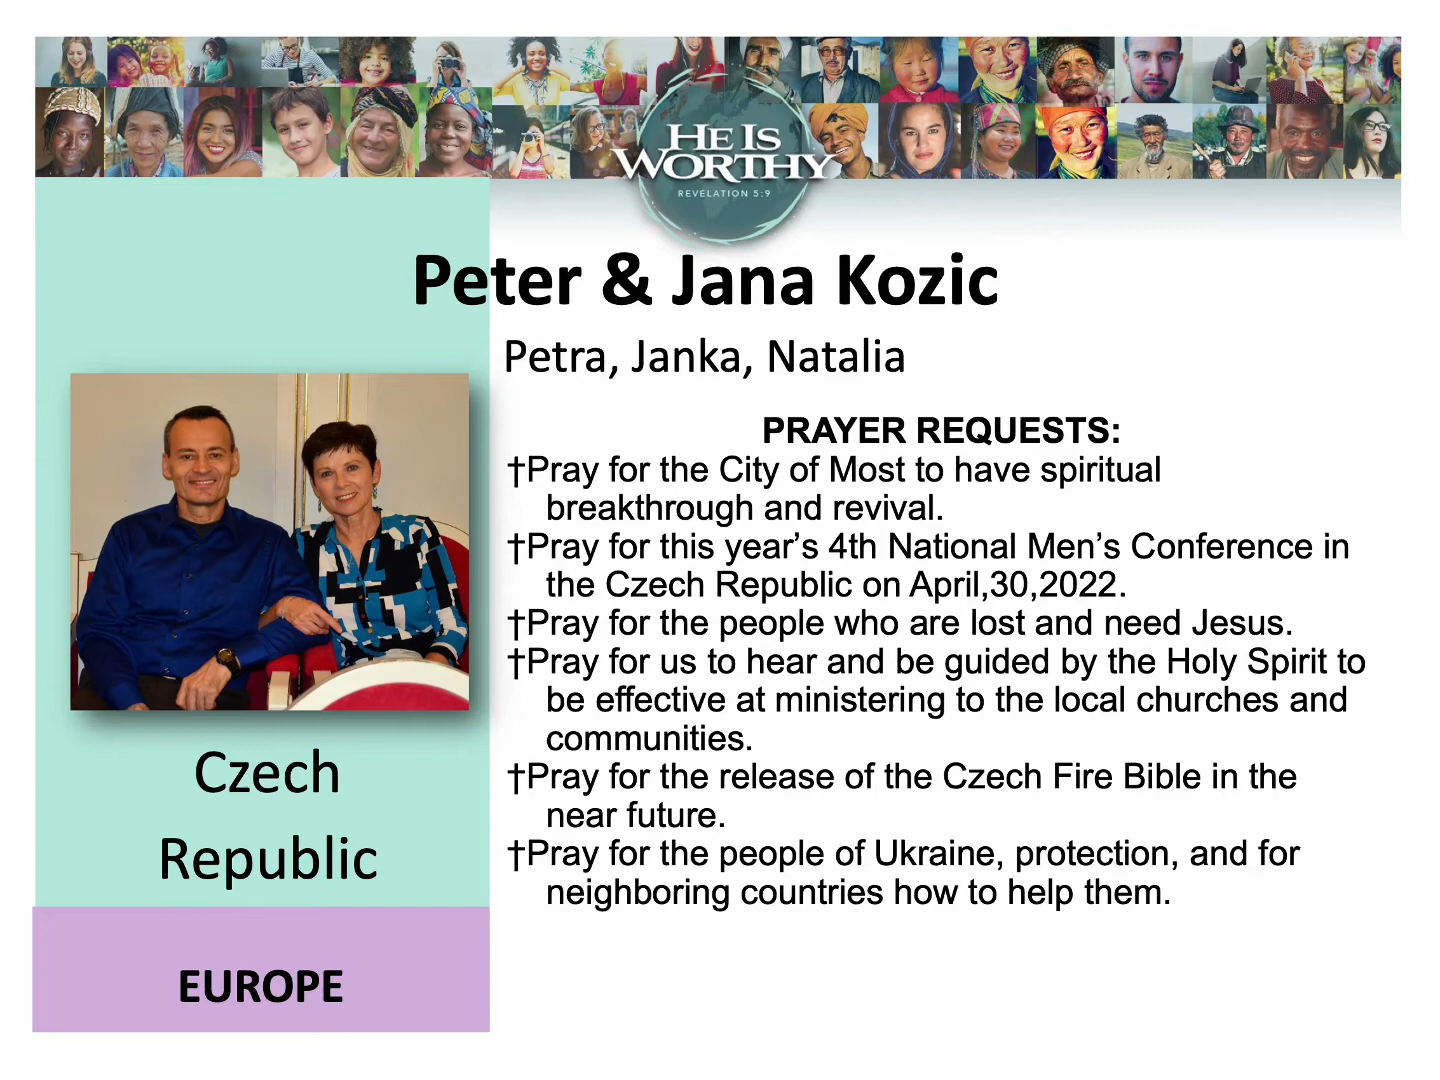 HE IS
WORTHY
REVELATION 5:9
Peter & Jana Kozic
Petra, Janka, Natalia
PRAYER REQUESTS:
†Pray for the City of Most to have spiritual
breakthrough and revival.
†Pray for this year’s 4th National Men’s Conference in
the Czech Republic on April,30,2022.
†Pray for the people who are lost and need Jesus.
†Pray for us to hear and be guided by the Holy Spirit to
be effective at ministering to the local churches and
communities.
†Pray for the release of the Czech Fire Bible in the
near future.
†Pray for the people of Ukraine, protection, and for
neighboring countries how to help them.
Czech
Republic
EUROPE